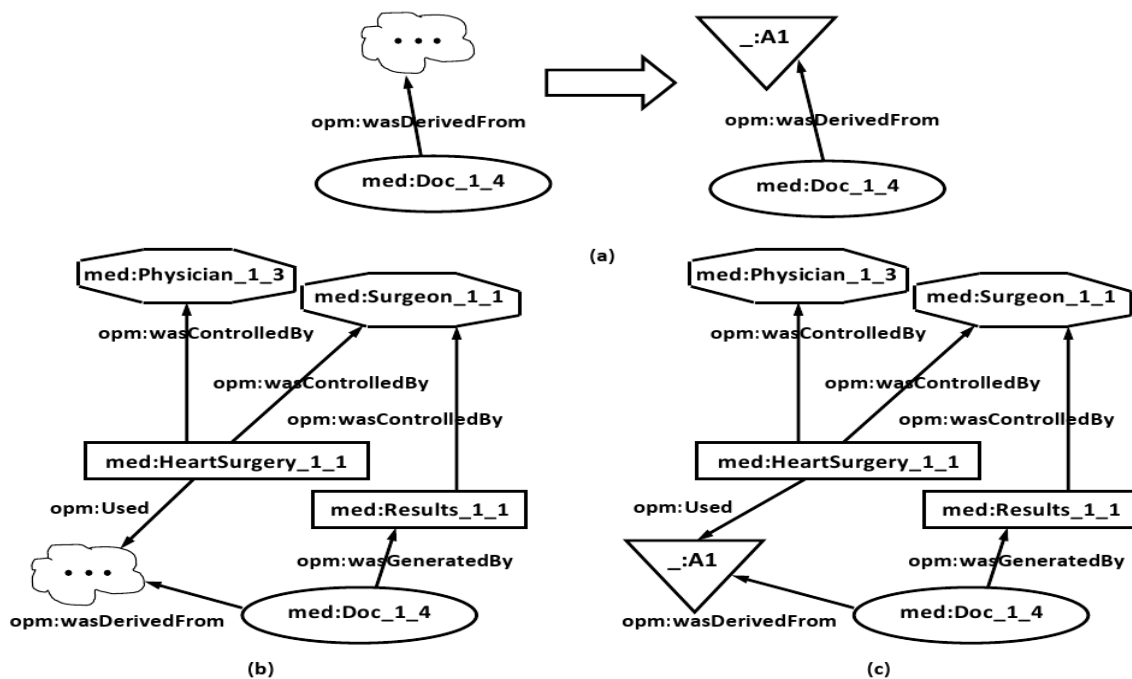 • • •
_:A1
opm:wasDerivedFrom
opm:wasDerivedFrom
med:Doc_1_4
med:Doc_1_4
(a)
med:Physician_1_3
med:Surgeon_1_1
opm:wasControlledBy
opm:wasControlledBy
opm:wasControlledBy
med:HeartSurgery_1_1
opm:Used
med:Results_1_1
opm:wasGeneratedBy
• • •
med:Doc_1_4
opm:wasDerivedFrom
(b)
med:Physician_1_3
med:Surgeon_1_1
opm:wasControlledBy
opm:wasControlledBy
opm:wasControlledBy
med:HeartSurgery_1_1
opm:Used
med:Results_1_1
_:A1
opm:wasGeneratedBy
med:Doc_1_4
opm:wasDerivedFrom
(c)